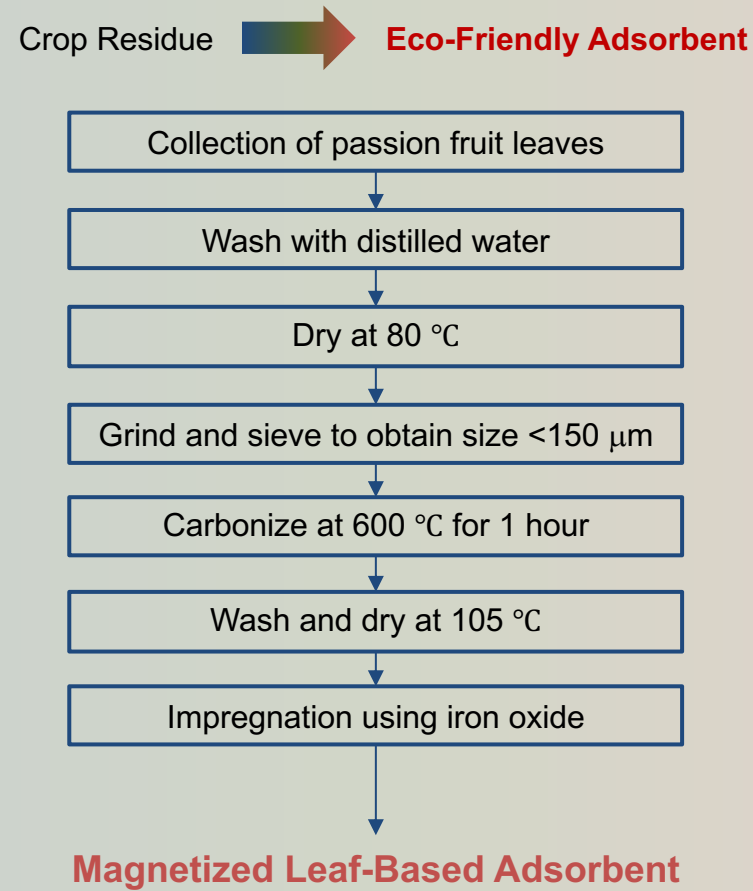 Crop Residue Eco-Friendly Adsorbent
Collection of passion fruit leaves
Wash with distilled water
Dry at 80 ℃
Grind and sieve to obtain size <150 μm
Carbonize at 600 ℃ for 1 hour
Wash and dry at 105 ℃
Impregnation using iron oxide
Magnetized Leaf-Based Adsorbent